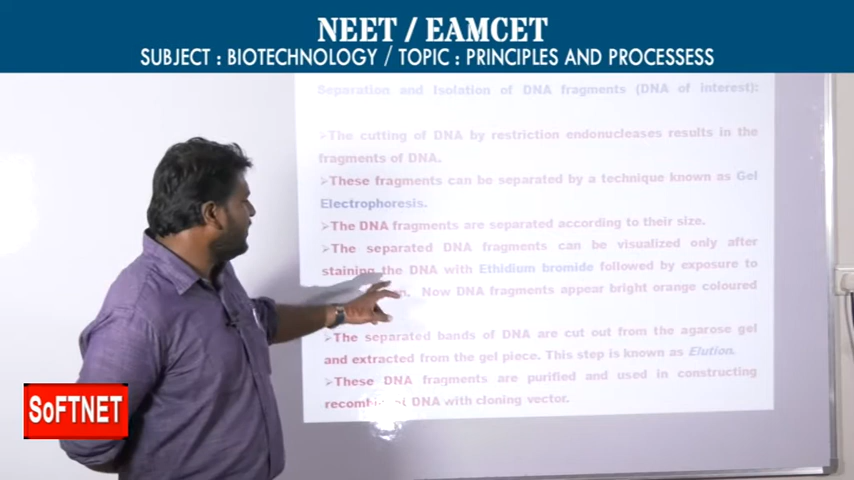 NEET / EAMCET
SUBJECT : BIOTECHNOLOGY / TOPIC : PRINCIPLES AND PROCESSESS
Separation and Isolation of DNA fragments (DNA of interest):
➢The cutting of DNA by restriction endonucleases results in the
fragments of DNA.
➢These fragments can be separated by a technique known as Gel
Electrophoresis.
➢The DNA fragments are separated according to their size.
➢The separated DNA fragments can be visualized only after
staining the DNA with Ethidium bromide followed by exposure to
Now DNA fragments appear bright orange coloured
➢The separated bands of DNA are cut out from the agarose gel
and extracted from the gel piece. This step is known as Elution.
➢These DNA fragments are purified and used in constructing
recombinant DNA with cloning vector.
SoFTNET